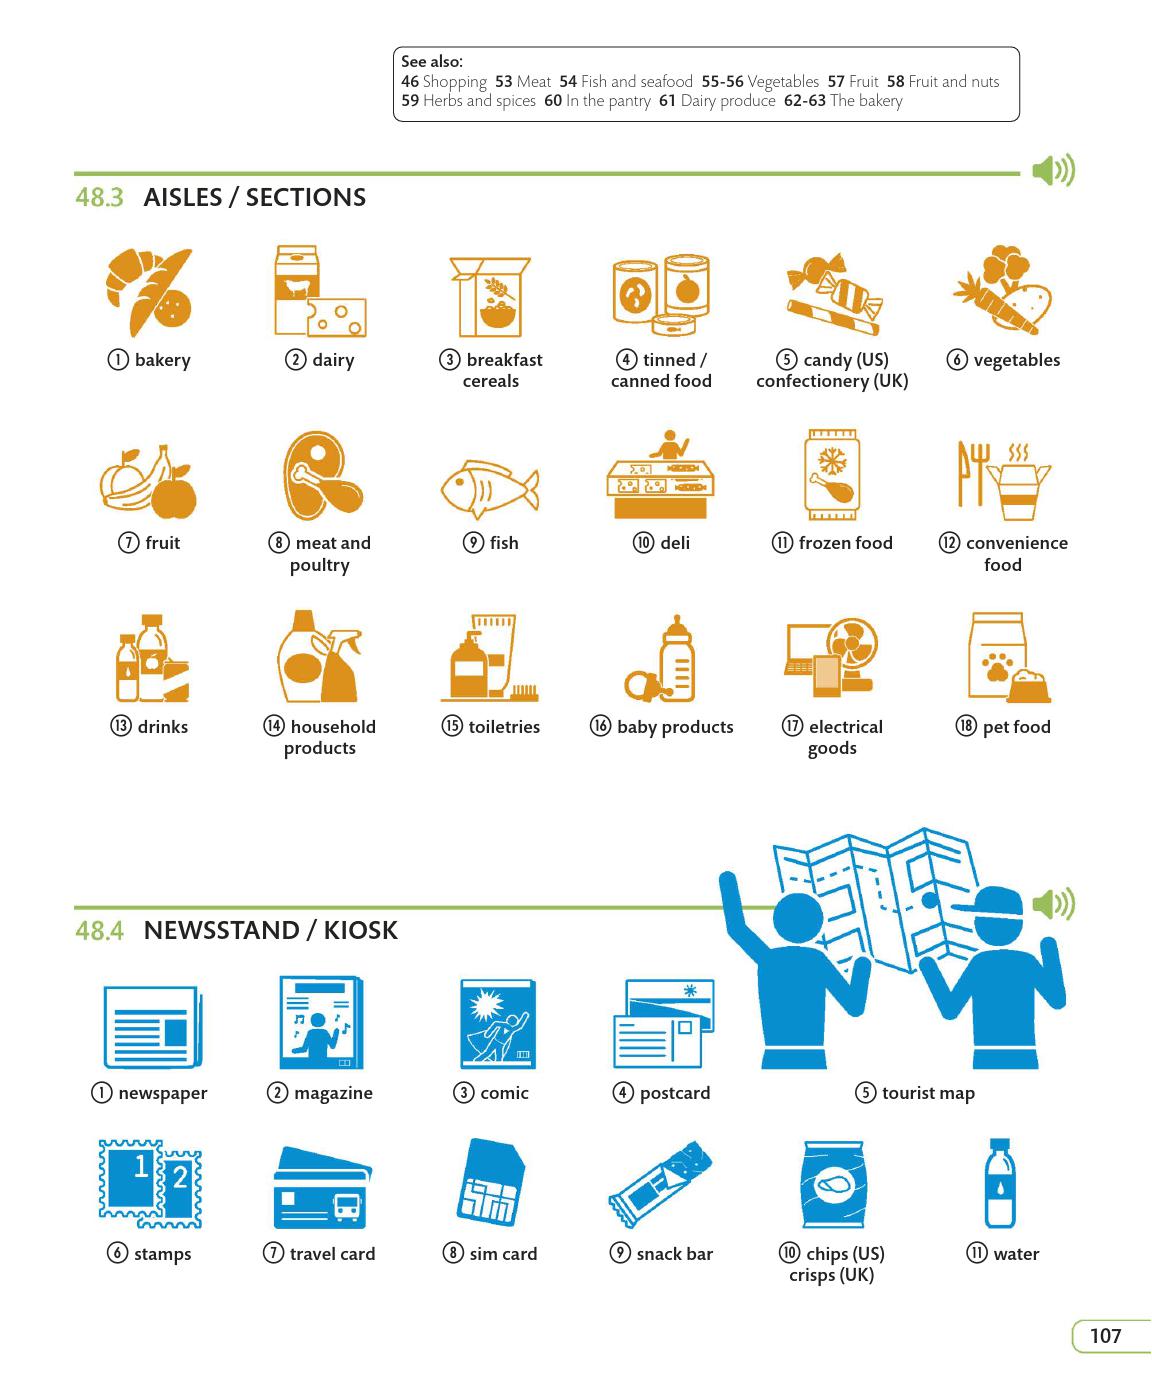 See also:
46 Shopping 53 Meat 54 Fish and seafood 55-56 Vegetables 57 Fruit 58 Fruit and nuts
59 Herbs and spices 60 In the pantry 61 Dairy produce 62-63 The bakery
48.3 AISLES / SECTIONS
1 bakery
2 dairy
3 breakfast
cereals
4 tinned /
canned food
5 candy (US)
confectionery (UK)
6 vegetables
7 fruit
8 meat and
poultry
9 fish
10 deli
11 frozen food
12 convenience
food
13 drinks
14 household
products
15 toiletries
16 baby products
17 electrical
goods
18 pet food
48.4 NEWSSTAND / KIOSK
1 newspaper
2 magazine
3 comic
4 postcard
5 tourist map
1
2
6 stamps
7 travel card
8 sim card
9 snack bar
10 chips (US)
crisps (UK)
11 water
107